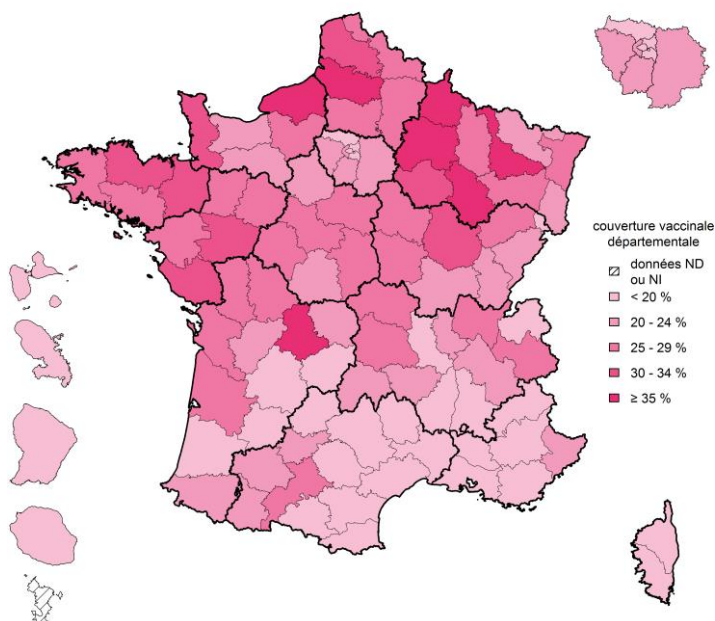 couverture vaccinale
départementale
données ND
ou NI
< 20 %
20 - 24 %
25 - 29 %
30 - 34 %
≥ 35 %